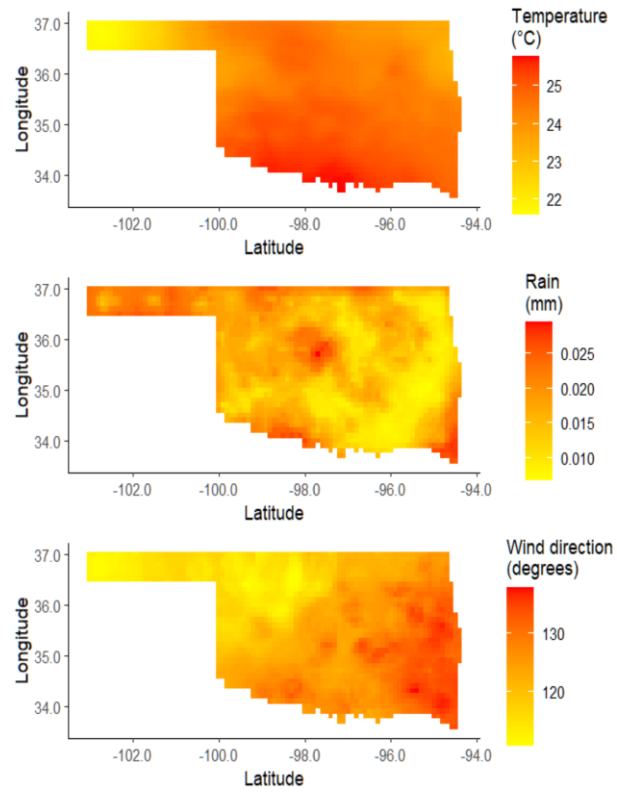 Temperature
(°C)
37.0
36.0
35.0
34.0
Longitude
25
24
23
22
-102.0 -100.0 -98.0 -96.0 -94.0
Latitude
Rain
(mm)
37.0
36.0
35.0
34.0
Longitude
0.025
0.020
0.015
0.010
-102.0 -100.0 -98.0 -96.0 -94.0
Latitude
Wind direction
(degrees)
37.0
36.0
35.0
34.0
Longitude
130
120
-102.0 -100.0 -98.0 -96.0 -94.0
Latitude